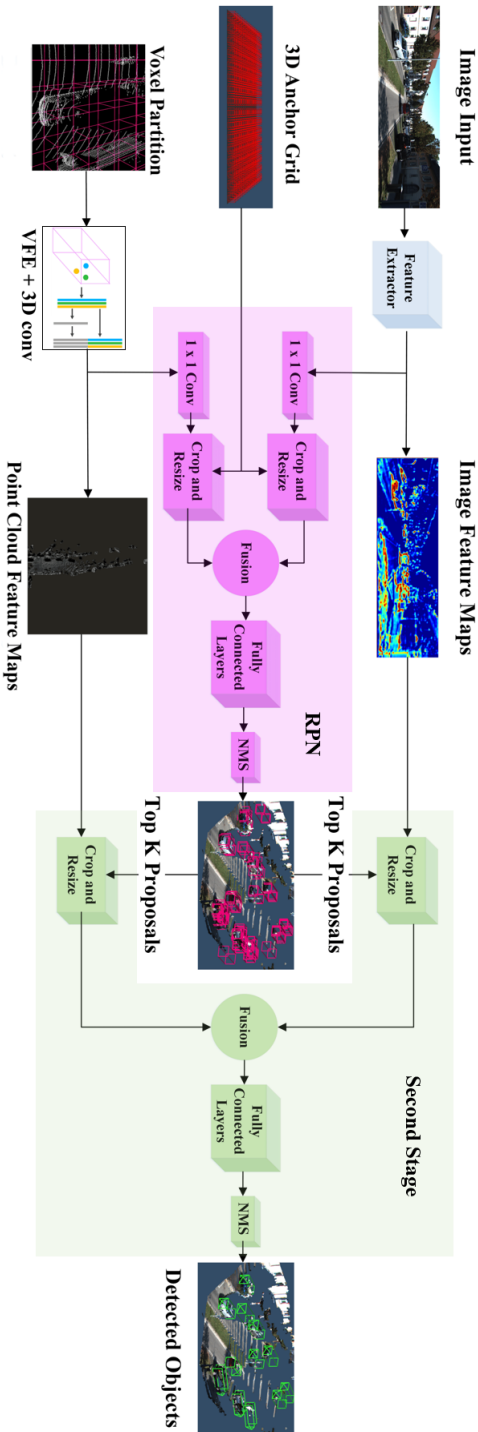 Image Input
Feature
Extractor
Image Feature Maps
3D Anchor Grid
Voxel Partition
VFE + 3D conv
Point Cloud Feature Maps
RPN
1 x 1 Conv
Crop and
Resize
1 x 1 Conv
Crop and
Resize
Fusion
Fully
Connected
Layers
NMS
Top K Proposals
Top K Proposals
Second Stage
Crop and
Resize
Crop and
Resize
Fusion
Fully
Connected
Layers
NMS
Detected Objects